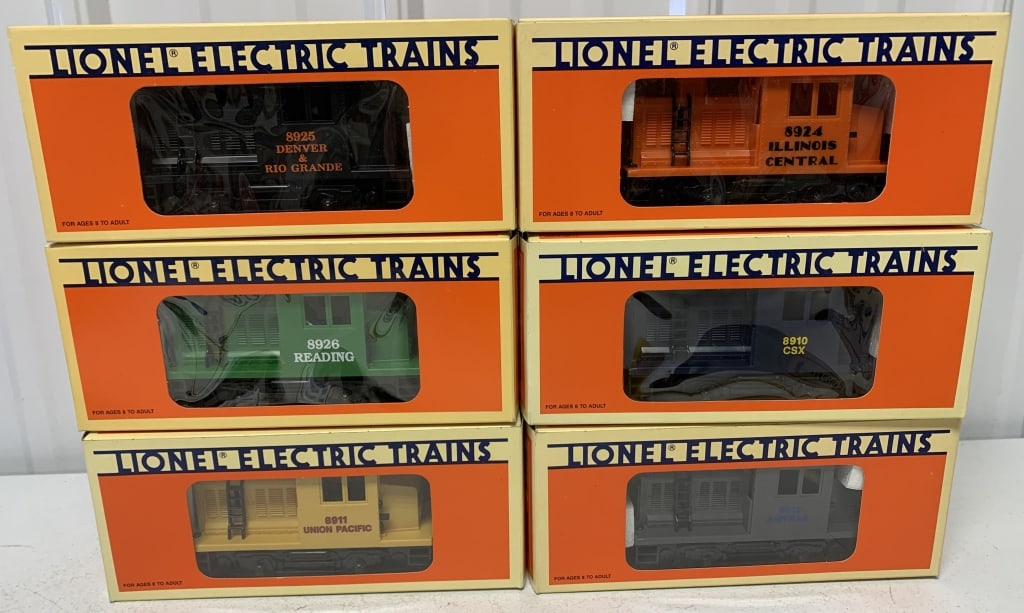 LIONEL® ELECTRIC TRAINS
8925
DENVER
&
RIO GRANDE
FOR AGES 8 TO ADULT
LIONEL® ELECTRIC TRAINS
8924
ILLINOIS
CENTRAL
FOR AGES 8 TO ADULT
LIONEL® ELECTRIC TRAINS
8926
READING
FOR AGES 8 TO ADULT
LIONEL® ELECTRIC TRAINS
8910
CSX
FOR AGES 8 TO ADULT
LIONEL® ELECTRIC TRAINS
8911
UNION PACIFIC
FOR AGES 8 TO ADULT
LIONEL® ELECTRIC TRAINS
FOR AGES 8 TO ADULT